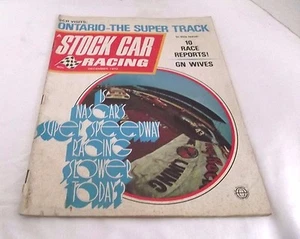 ONTARIO-THE SUPER TRACK
STOCK CAR
RACING
10
RACE
REPORTS!
GN WIVES
IS
NASCAR'S
SUPER SPEEDWAY
RACING
SLOWER
TODAY?